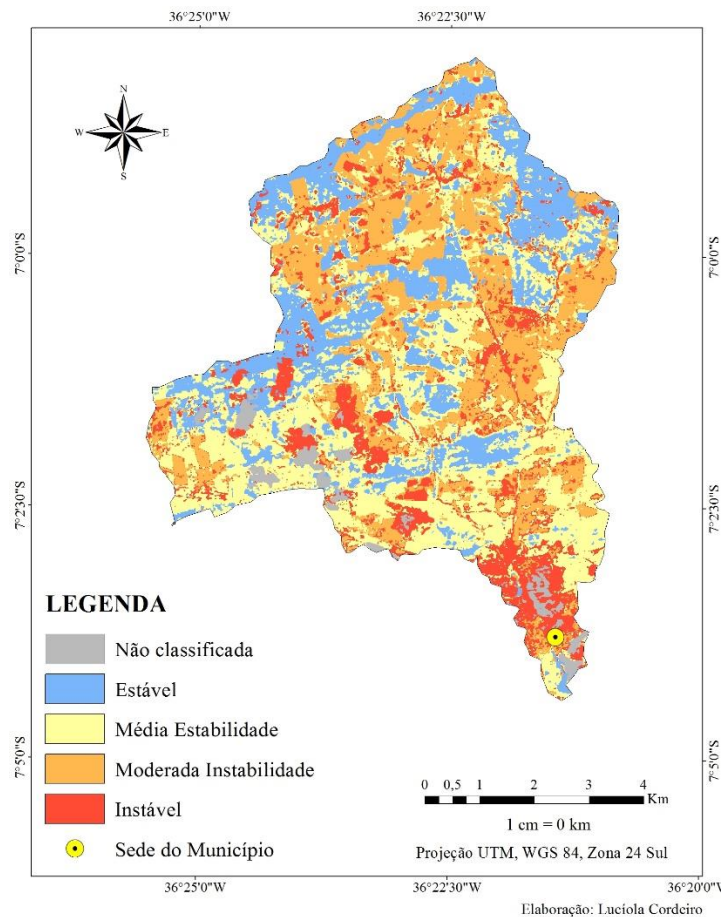 36°25'0"W 36°22'30"W
N
W E
S
7°0'0"S 7°0'0"S
7°2'30"S 7°2'30"S
LEGENDA
Não classificada
Estável
Média Estabilidade
Moderada Instabilidade
Instável
Sede do Município
7°5'0"S 7°5'0"S
0 0,5 1 2 3 4
Km
1 cm = 0 km
Projeção UTM, WGS 84, Zona 24 Sul
36°25'0"W 36°22'30"W 36°20'0"W
Elaboração: Lucíola Cordeiro